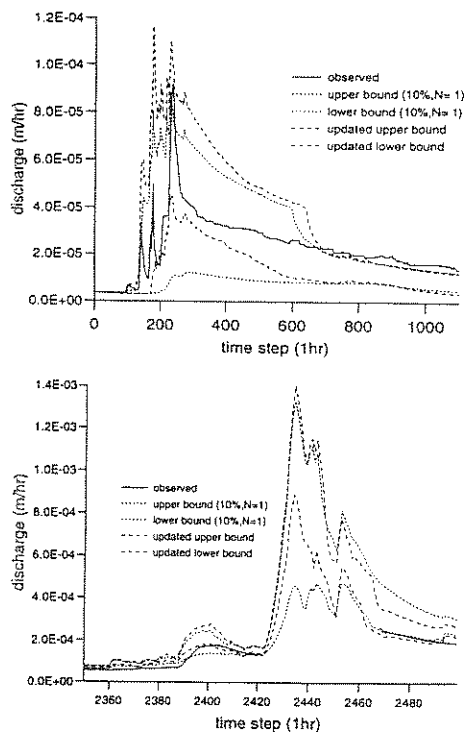 1.2E-04
1.0E-04
8.0E-05
6.0E-05
4.0E-05
2.0E-05
0.0E+00
discharge (m/hr)
observed
upper bound (10%,N= 1)
lower bound (10%,N= 1)
updated upper bound
updated lower bound
0 200 400 600 800 1000
time step (1hr)
1.4E-03
1.2E-03
1.0E-03
8.0E-04
6.0E-04
4.0E-04
2.0E-04
0.0E+00
discharge (m/hr)
observed
upper bound (10%,N=1)
lower bound (10%,N=1)
updated upper bound
updated lower bound
2360 2380 2400 2420 2440 2460 2480
time step (1hr)